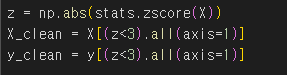 z = np.abs(stats.zscore(X))
X_clean = X[(z<3).all(axis=1)]
y_clean = y[(z<3).all(axis=1)]